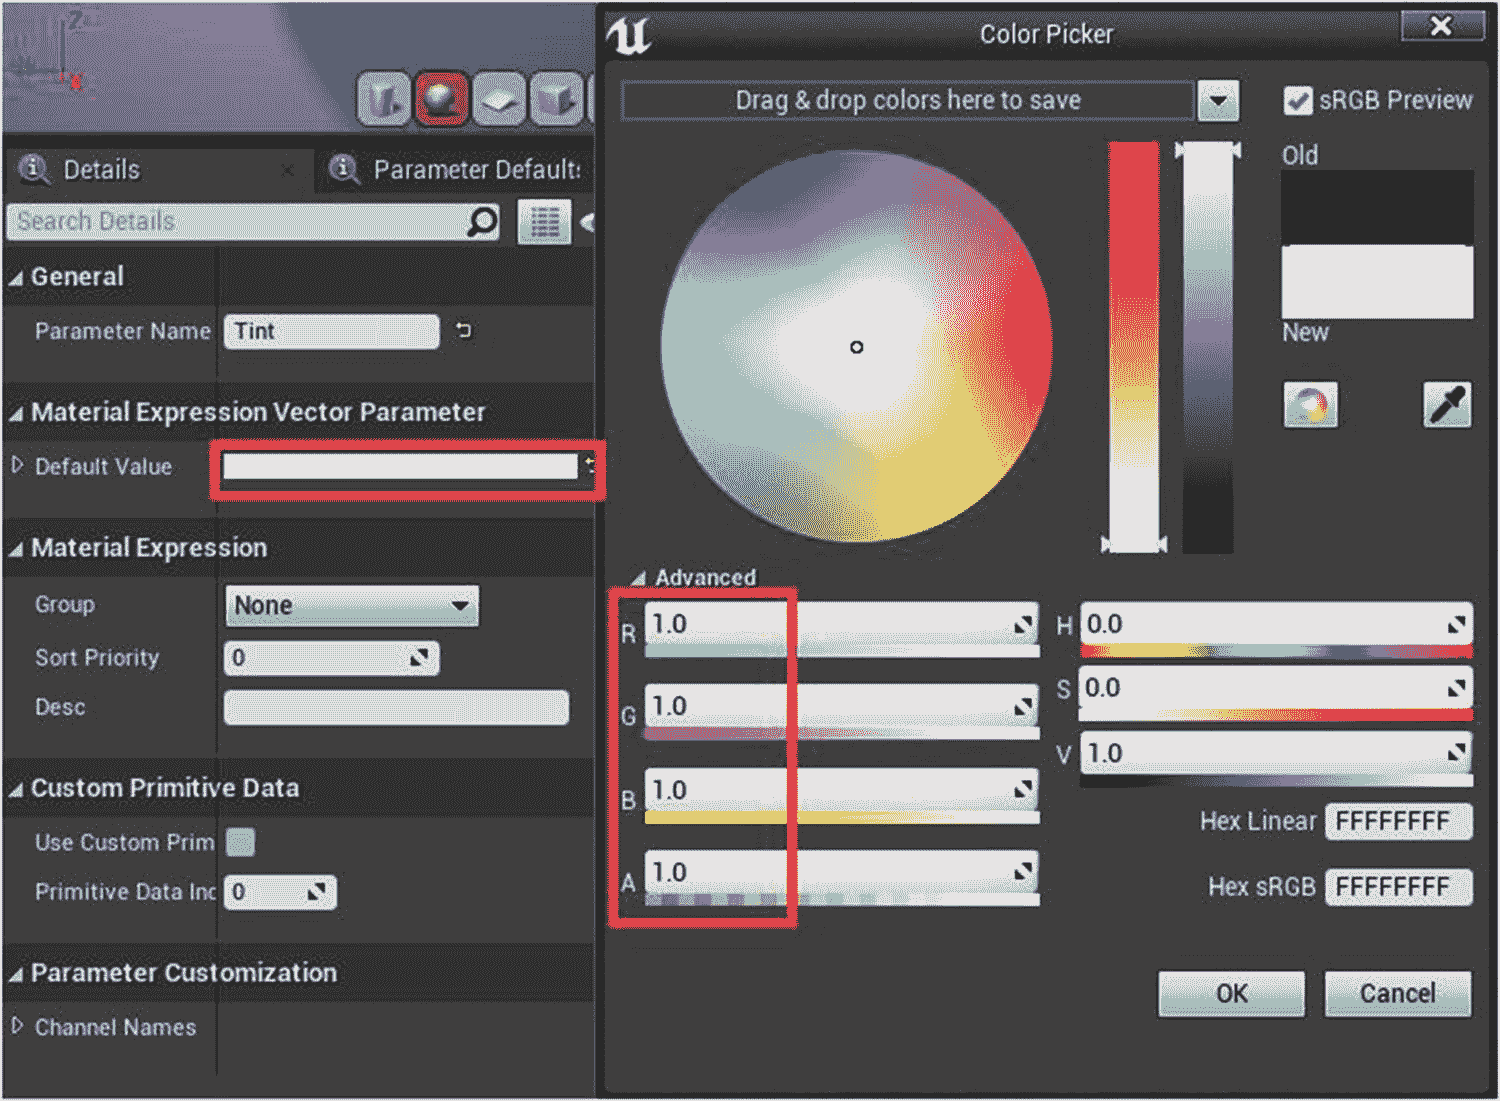 Z
X
Details
Parameter Default
Search Details
General
Parameter Name
Tint
Material Expression Vector Parameter
Default Value
Material Expression
Group
None
Sort Priority
0
Desc
Custom Primitive Data
Use Custom Prim
Primitive Data Inc
0
Parameter Customization
Channel Names
Color Picker
Drag & drop colors here to save
sRGB Preview
Old
New
Advanced
R 1.0
G 1.0
B 1.0
A 1.0
H 0.0
S 0.0
V 1.0
Hex Linear FFFFFFFF
Hex sRGB FFFFFFFF
OK
Cancel